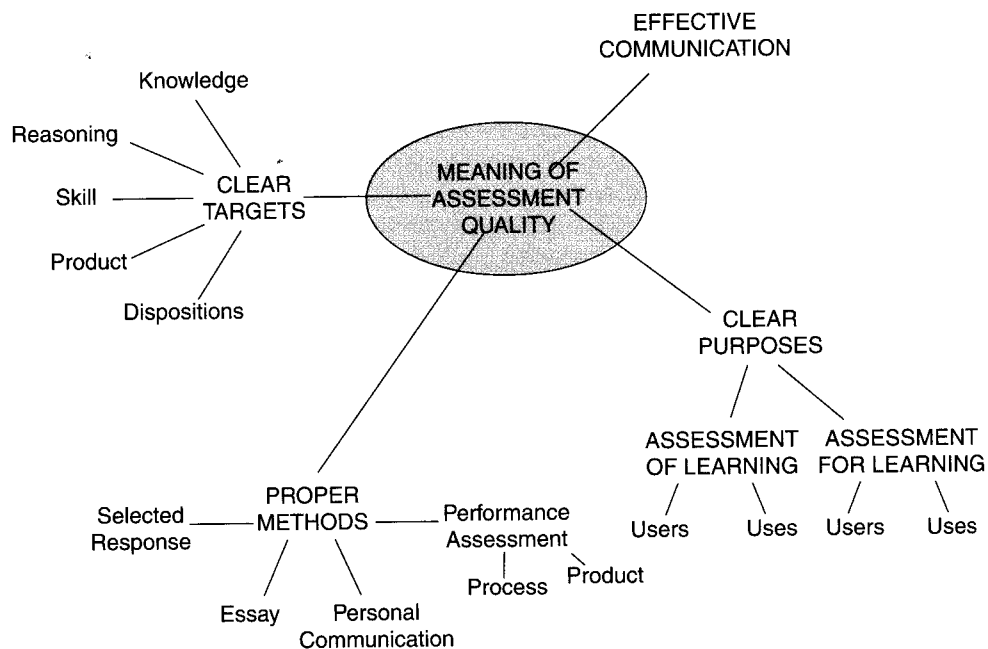 EFFECTIVE
COMMUNICATION
Knowledge
Reasoning
Skill
Product
Dispositions
CLEAR
TARGETS
MEANING OF
ASSESSMENT
QUALITY
CLEAR
PURPOSES
ASSESSMENT
OF LEARNING
Users
Uses
ASSESSMENT
FOR LEARNING
Users
Uses
PROPER
METHODS
Selected
Response
Essay
Personal
Communication
Performance
Assessment
Process
Product